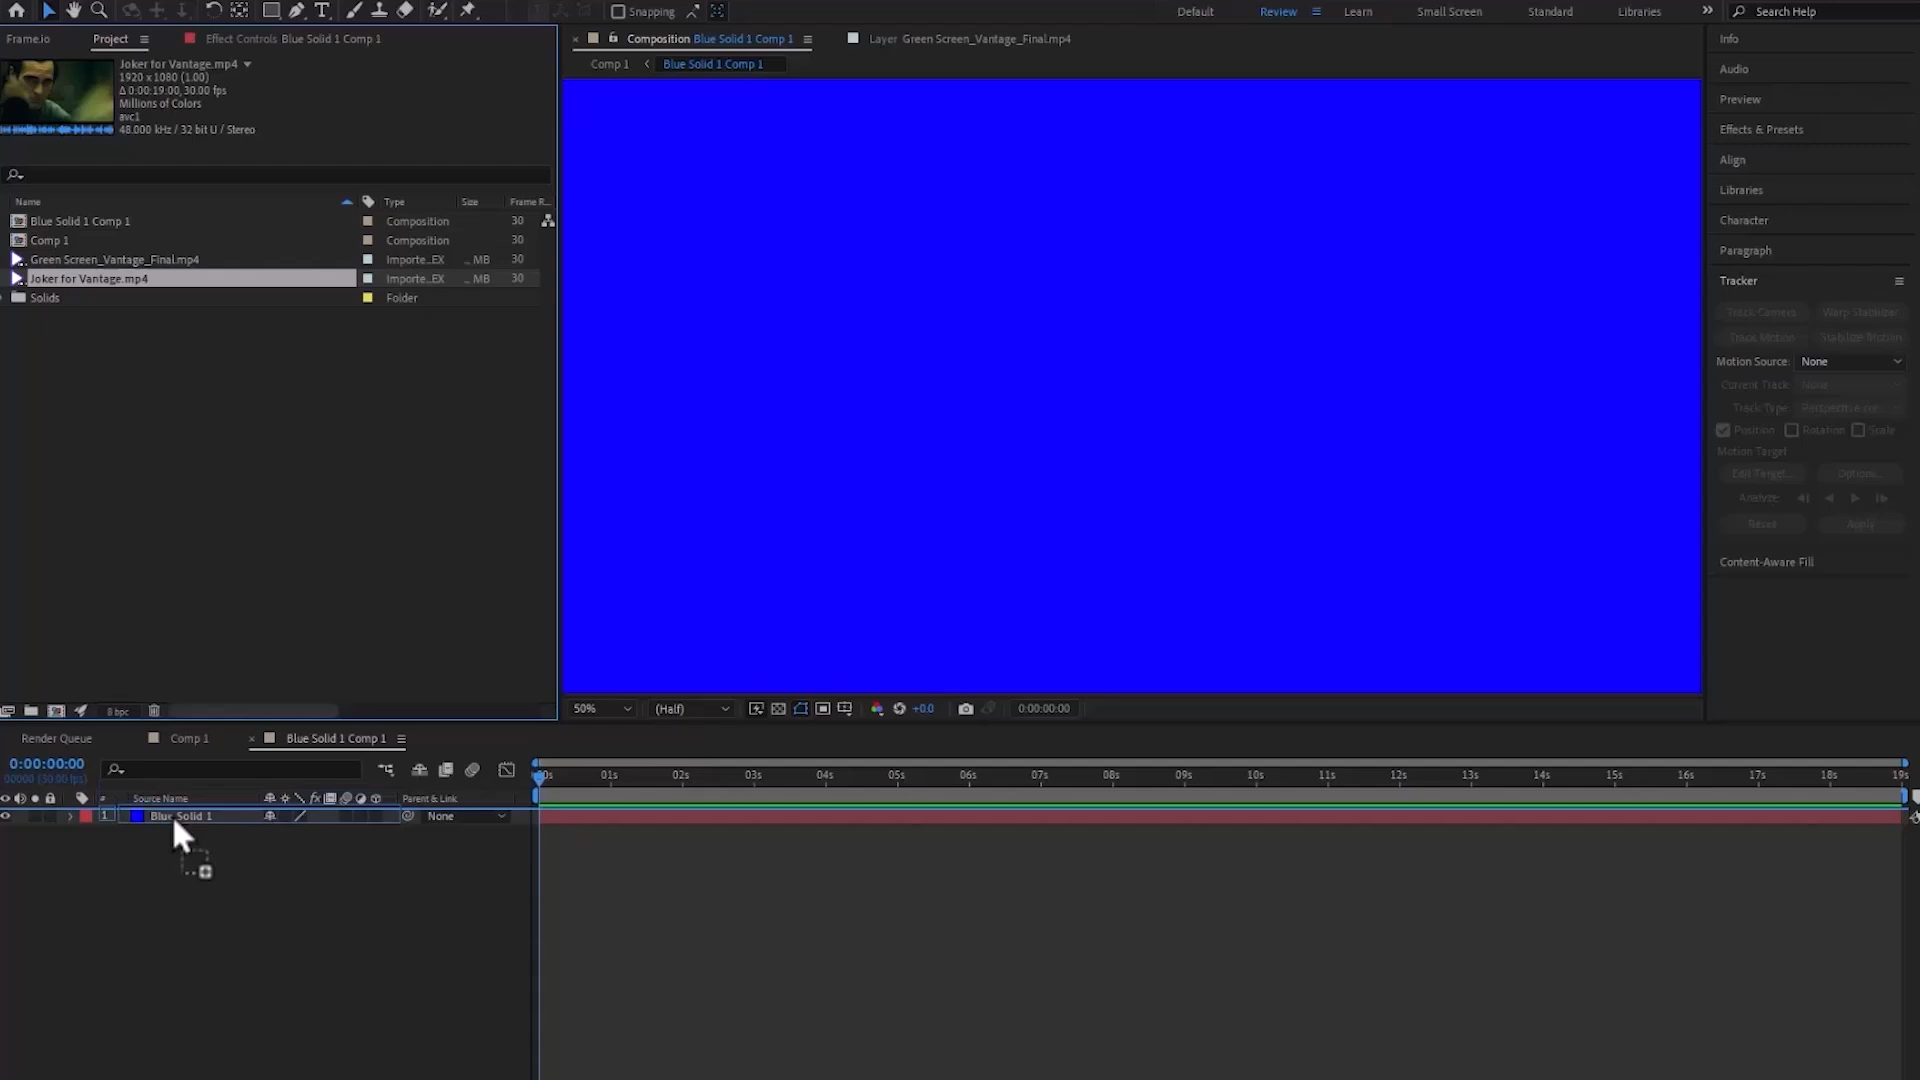 Snapping
Default
Review
Learn
Small Screen
Standard
Libraries
Search Help
Frame.io
Project
Effect Controls Blue Solid 1 Comp 1
Composition Blue Solid 1 Comp 1
Layer Green Screen_Vantage_Final.mp4
Comp 1
Blue Solid 1 Comp 1
Joker for Vantage.mp4
1920 x 1080 (1.00)
Δ 0:00:19:00, 30.00 fps
Millions of Colors
avc1
48.000 kHz / 32 bit U / Stereo
Name Type Size Frame R...
Blue Solid 1 Comp 1 Composition 30
Comp 1 Composition 30
Green Screen_Vantage_Final.mp4 Importe...EX ... MB 30
Joker for Vantage.mp4 Importe...EX ... MB 30
Solids Folder
8 bpc
50%
(Half)
+0.0
0:00:00:00
Info
Audio
Preview
Effects & Presets
Align
Libraries
Character
Paragraph
Tracker
Track Camera Warp Stabilizer
Track Motion Stabilize Motion
Motion Source: None
Current Track: None
Track Type: Perspective
Position Rotation Scale
Motion Target
Edit Target... Options...
Analyze:
Reset Apply
Content-Aware Fill
Render Queue
Comp 1
Blue Solid 1 Comp 1
0:00:00:00
00000 (30.00 fps)
Source Name
fx
Parent & Link
1 Blue Solid 1 None
01s 02s 03s 04s 05s 06s 07s 08s 09s 10s 11s 12s 13s 14s 15s 16s 17s 18s 19s